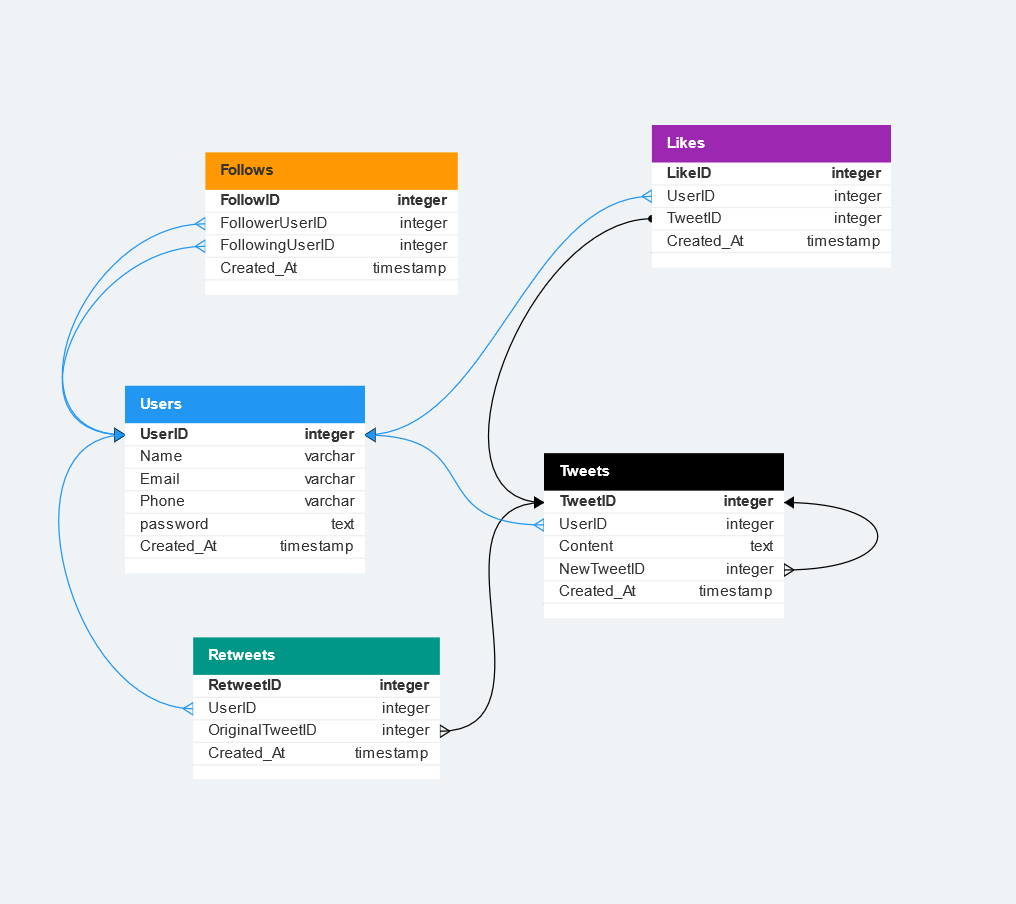 Follows
FollowID integer
FollowerUserID integer
FollowingUserID integer
Created_At timestamp
Likes
LikeID integer
UserID integer
TweetID integer
Created_At timestamp
Users
UserID integer
Name varchar
Email varchar
Phone varchar
password text
Created_At timestamp
Tweets
TweetID integer
UserID integer
Content text
NewTweetID integer
Created_At timestamp
Retweets
RetweetID integer
UserID integer
OriginalTweetID integer
Created_At timestamp